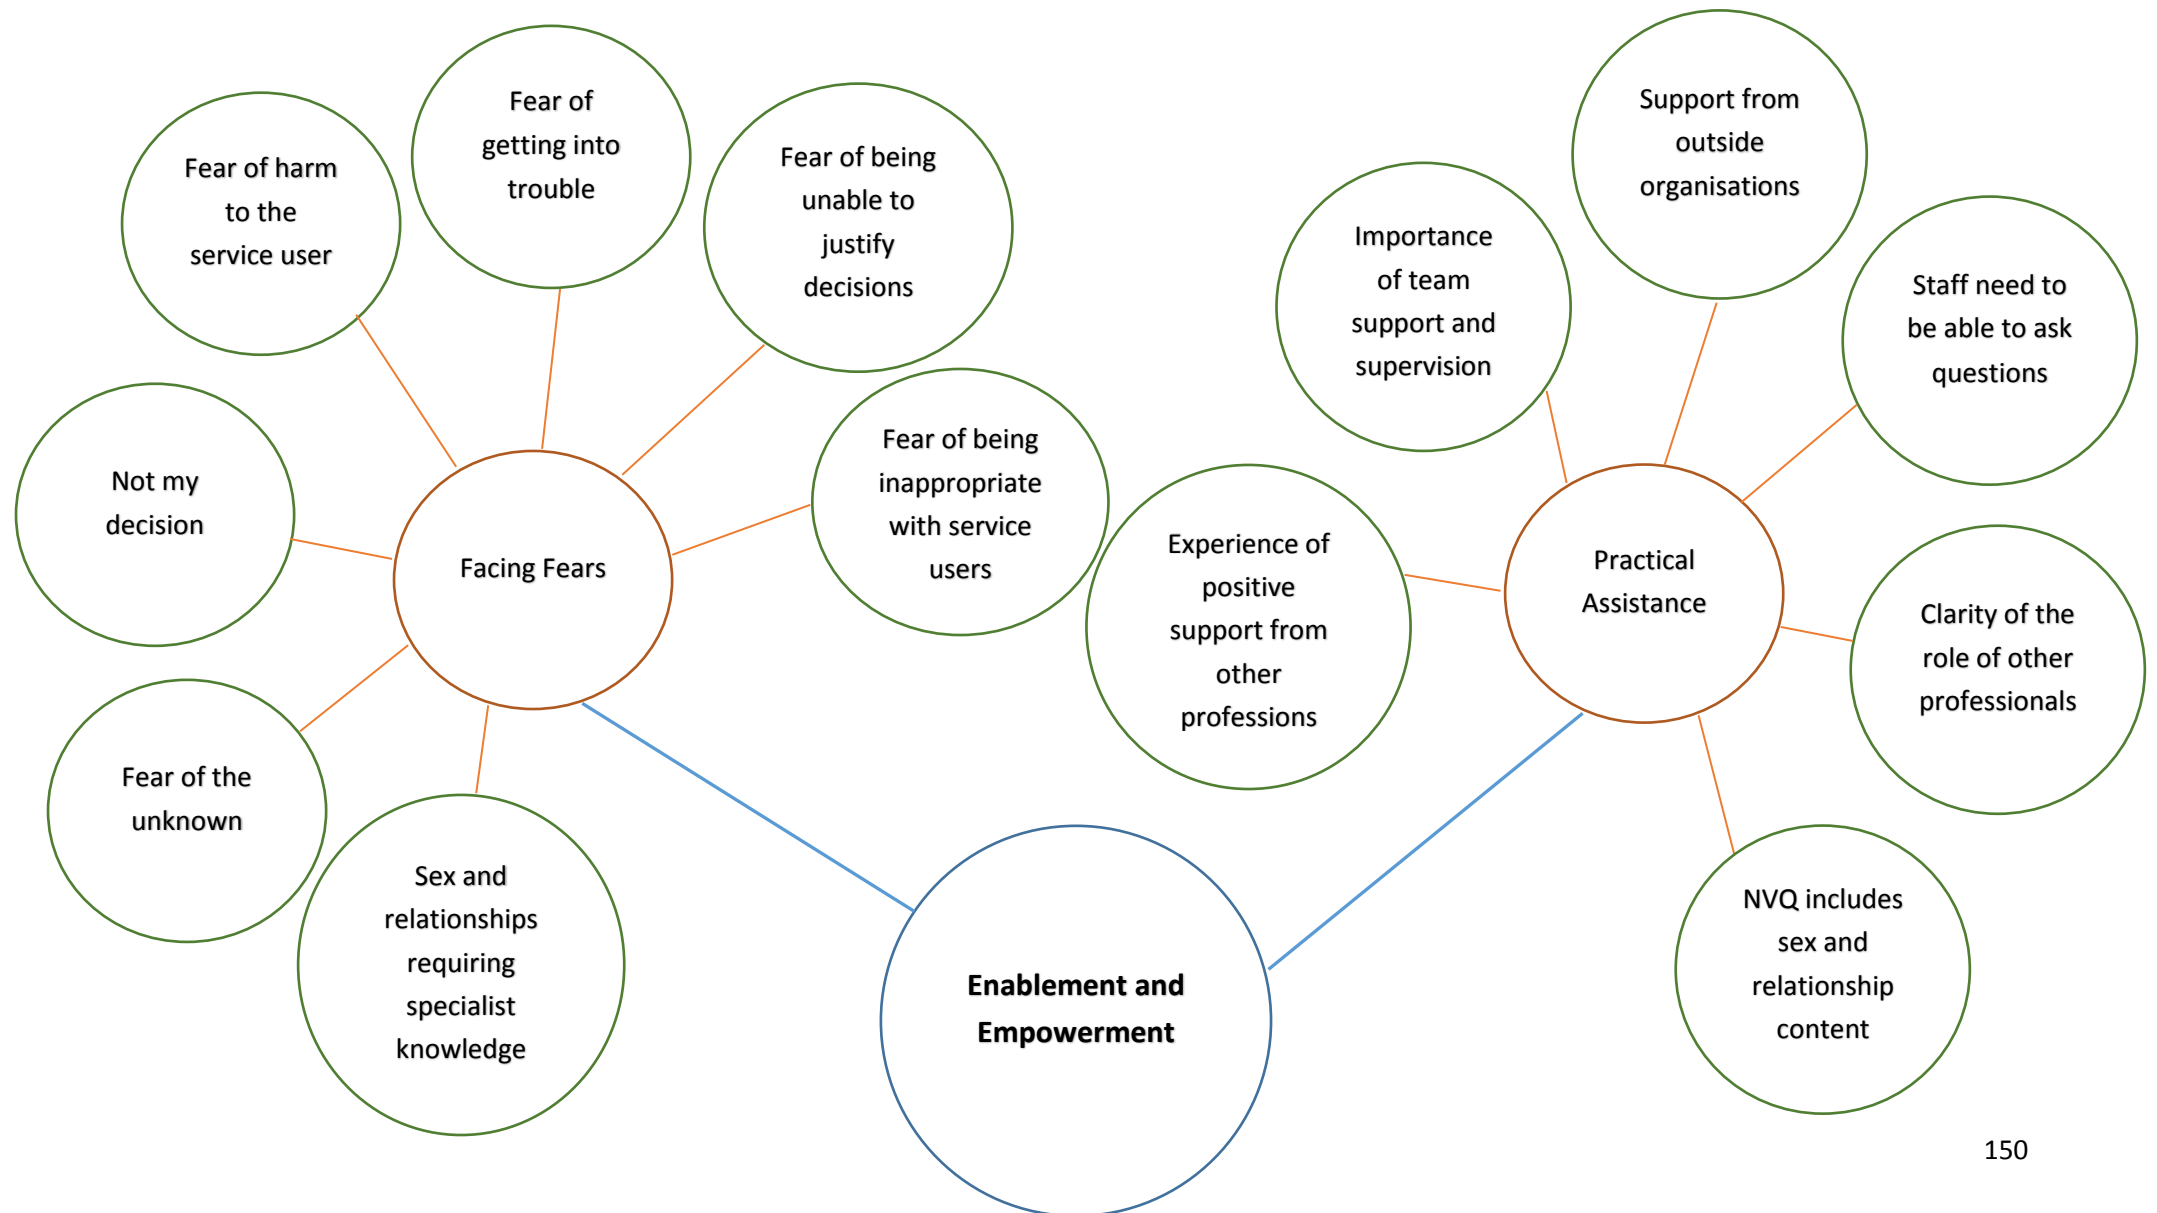 Fear of
getting into
trouble
Fear of harm
to the
service user
Fear of being
unable to
justify
decisions
Fear of being
inappropriate
with service
users
Not my
decision
Facing Fears
Fear of the
unknown
Sex and
relationships
requiring
specialist
knowledge
Support from
outside
organisations
Importance
of team
support and
supervision
Staff need to
be able to ask
questions
Experience of
positive
support from
other
professions
Practical
Assistance
Clarity of the
role of other
professionals
NVQ includes
sex and
relationship
content
Enablement and
Empowerment
150